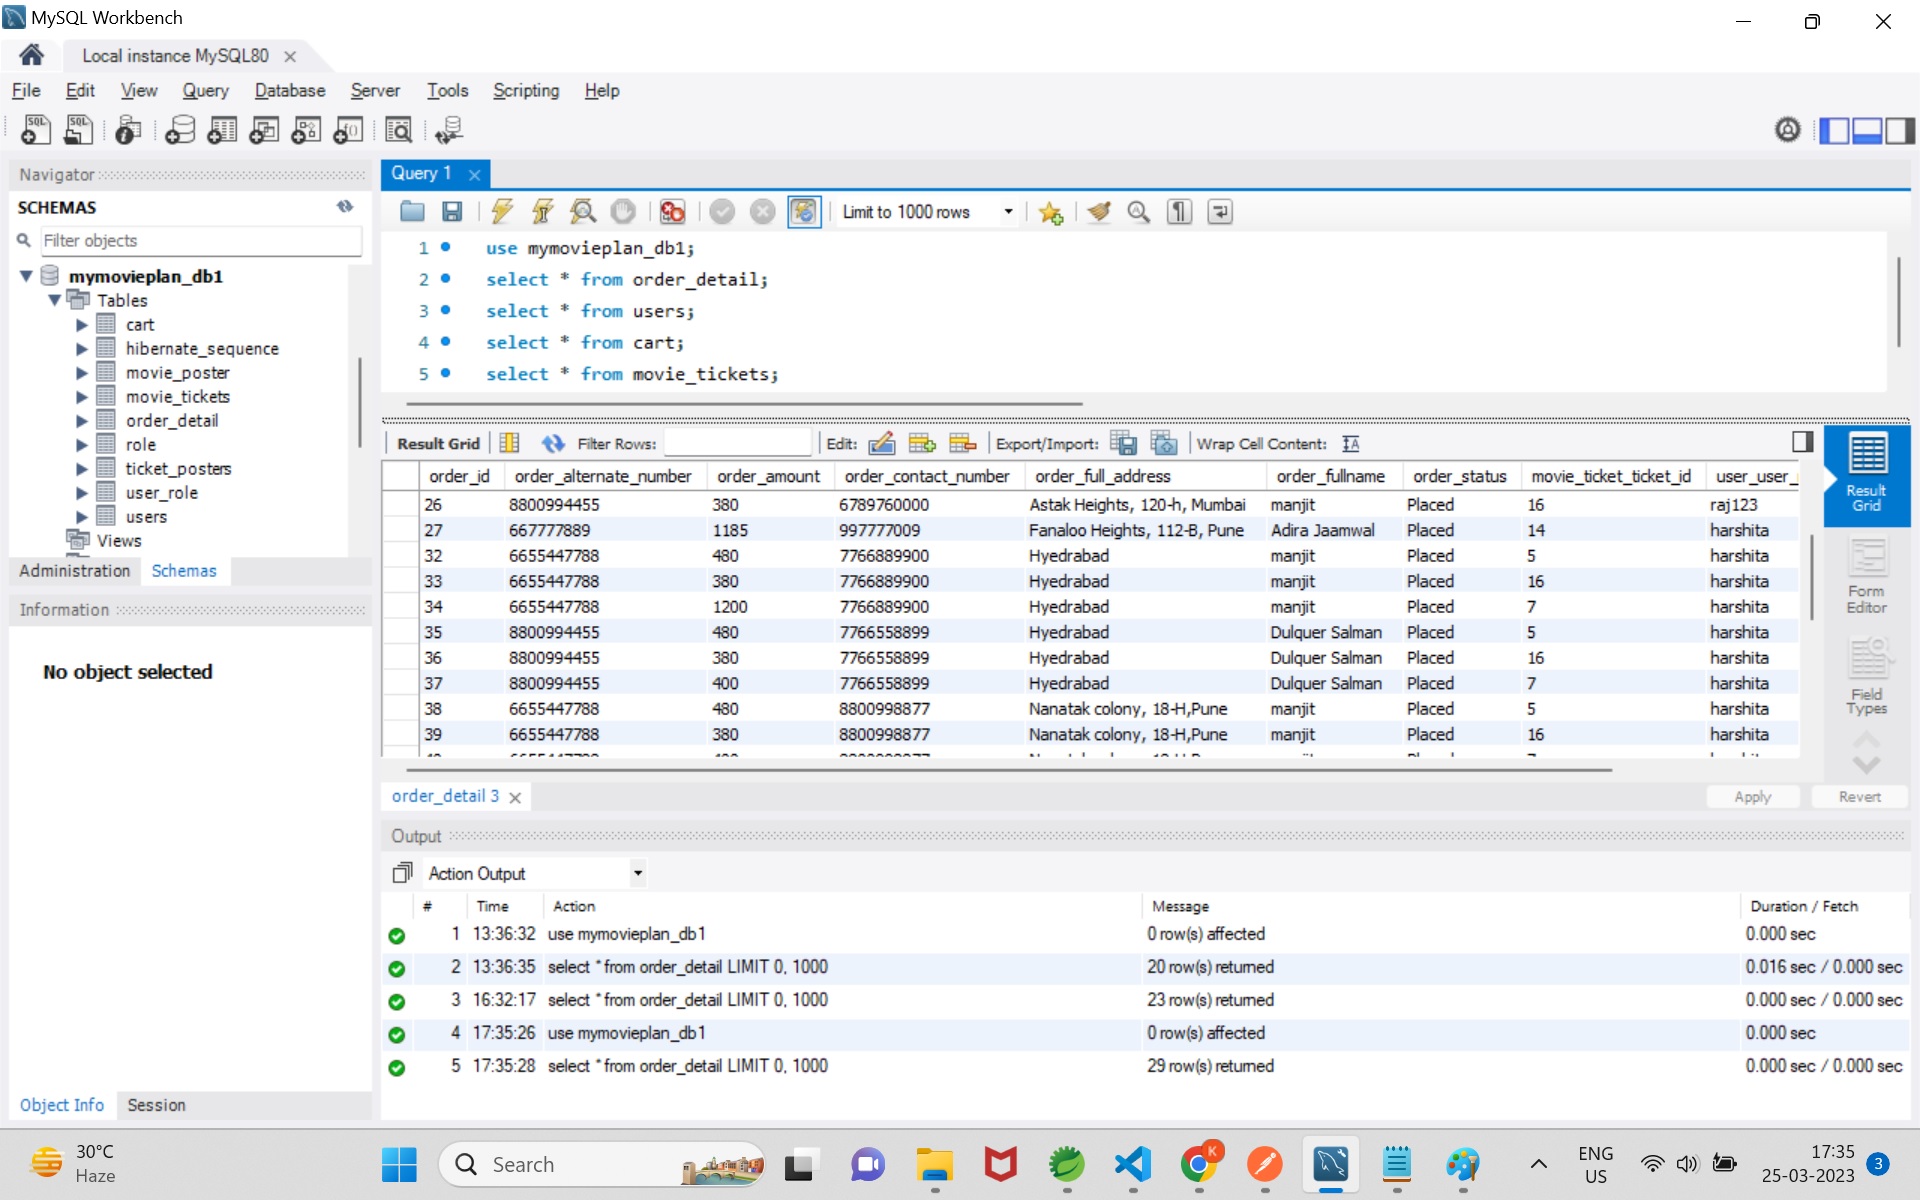 MySQL Workbench
Local instance MySQL80
File Edit View Query Database Server Tools Scripting Help
Navigator
SCHEMAS
Filter objects
mymovieplan_db1
Tables
cart
hibernate_sequence
movie_poster
movie_tickets
order_detail
role
ticket_posters
user_role
users
Views
Administration Schemas
Information
No object selected
Object Info Session
Query 1
Limit to 1000 rows
1 use mymovieplan_db1;
2 select * from order_detail;
3 select * from users;
4 select * from cart;
5 select * from movie_tickets;
Result Grid Filter Rows: Edit: Export/Import: Wrap Cell Content:
order_id order_alternate_number order_amount order_contact_number order_full_address order_fullname order_status movie_ticket_ticket_id user_user_
26 8800994455 380 6789760000 Astak Heights, 120-h, Mumbai manjit Placed 16 raj123
27 667777889 1185 997777009 Fanaloo Heights, 112-B, Pune Adira Jaamwal Placed 14 harshita
32 6655447788 480 7766889900 Hyedrabad manjit Placed 5 harshita
33 6655447788 380 7766889900 Hyedrabad manjit Placed 16 harshita
34 6655447788 1200 7766889900 Hyedrabad manjit Placed 7 harshita
35 8800994455 480 7766558899 Hyedrabad Dulquer Salman Placed 5 harshita
36 8800994455 380 7766558899 Hyedrabad Dulquer Salman Placed 16 harshita
37 8800994455 400 7766558899 Hyedrabad Dulquer Salman Placed 7 harshita
38 6655447788 480 8800998877 Nanatak colony, 18-H,Pune manjit Placed 5 harshita
39 6655447788 380 8800998877 Nanatak colony, 18-H,Pune manjit Placed 16 harshita
Result
Grid
Form
Editor
Field
Types
order_detail 3
Apply Revert
Output
Action Output
# Time Action Message Duration / Fetch
1 13:36:32 use mymovieplan_db1 0 row(s) affected 0.000 sec
2 13:36:35 select * from order_detail LIMIT 0, 1000 20 row(s) returned 0.016 sec / 0.000 sec
3 16:32:17 select * from order_detail LIMIT 0, 1000 23 row(s) returned 0.000 sec / 0.000 sec
4 17:35:26 use mymovieplan_db1 0 row(s) affected 0.000 sec
5 17:35:28 select * from order_detail LIMIT 0, 1000 29 row(s) returned 0.000 sec / 0.000 sec
30°C
Haze
Search
K
ENG
US
17:35
25-03-2023
3